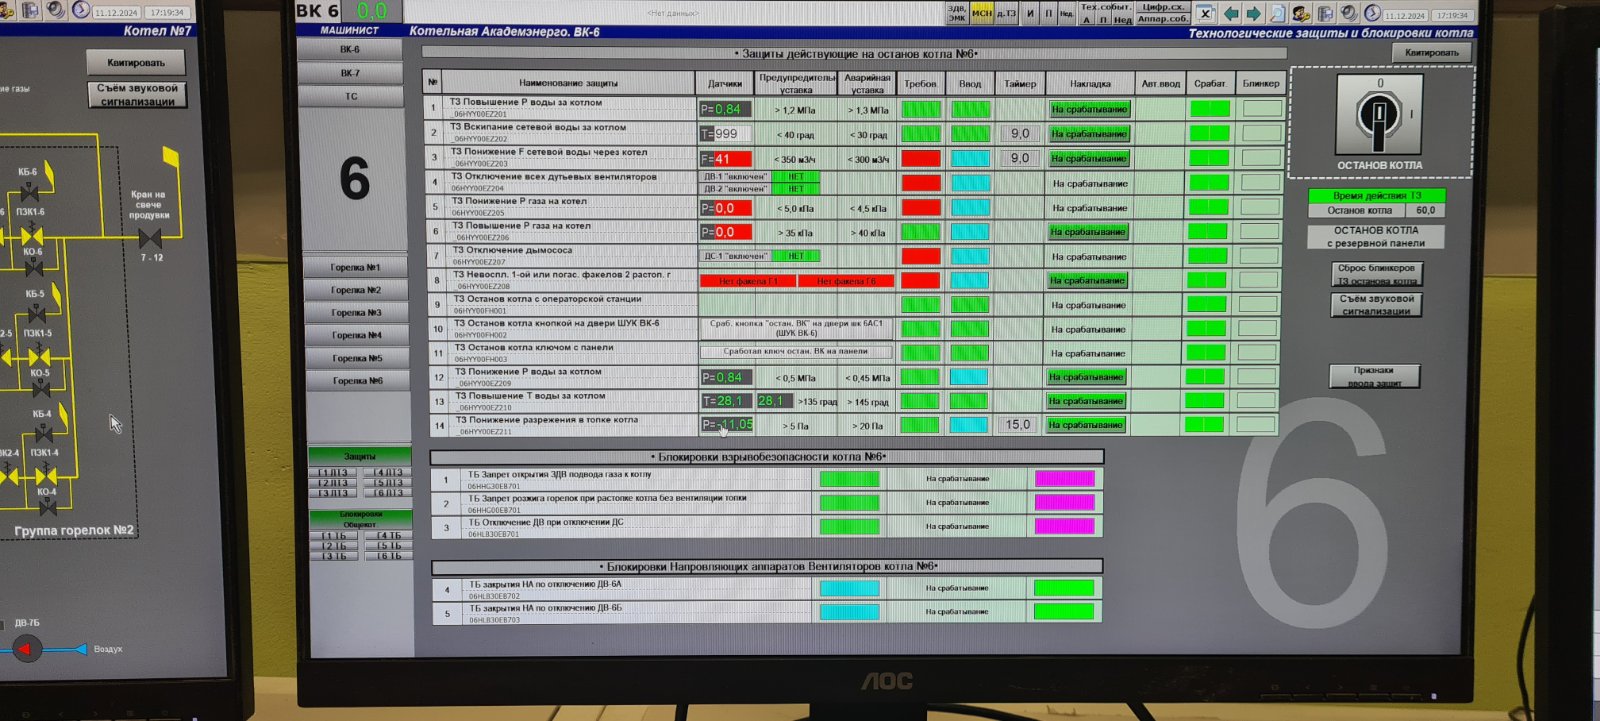 11.12.2024
17:19:34
Котел №7
Квитировать
ие газы
Съём звуковой
сигнализации
КБ-6
ПЗК1-6
КО-6
Кран на
свече
продувки
7 - 12
КБ-5
2-5
ПЗК1-5
КО-5
КБ-4
ВК2-4
ПЗК1-4
КО-4
Группа горелок №2
ДВ-7Б
Воздух
ВК 6
0,0
<Нет данных>
ЗДВ,
ЭМК
МСН
д.ТЗ
И
П
Нед.
Тех.событ.
А П Нед
Цифр.сх.
Аппар.соб.
11.12.2024
17:19:34
МАШИНИСТ
Котельная Академэнерго. ВК-6
Технологические защиты и блокировки котла
ВК-6
ВК-7
ТС
6
Горелка №1
Горелка №2
Горелка №3
Горелка №4
Горелка №5
Горелка №6
Защиты
Г1 ЛТЗ
Г4 ЛТЗ
Г2 ЛТЗ
Г5 ЛТЗ
Г3 ЛТЗ
Г6 ЛТЗ
Блокировки
Общекот.
Г1 ТБ
Г4 ТБ
Г2 ТБ
Г5 ТБ
Г3 ТБ
Г6 ТБ
• Защиты действующие на останов котла №6•
№ Наименование защиты Датчики Предупредитель уставка Аварийная уставка Требов. Ввод Таймер Накладка Авт.ввод Срабат. Блинкер
1 ТЗ Повышение Р воды за котлом P=0,84 > 1,2 МПа > 1,3 МПа На срабатывание
_06HYY00EZ201
2 ТЗ Вскипание сетевой воды за котлом T=999 < 40 град < 30 град 9,0 На срабатывание
_06HYY00EZ202
3 ТЗ Понижение F сетевой воды через котел F=41 < 350 м3/ч < 300 м3/ч 9,0 На срабатывание
06HYY00EZ203
4 ТЗ Отключение всех дутьевых вентиляторов ДВ-1 "включен" НЕТ На срабатывание
06HYY00EZ204 ДВ-2 "включен" НЕТ
5 ТЗ Понижение Р газа на котел P=0,0 < 5,0 кПа < 4,5 кПа На срабатывание
06HYY00EZ205
6 ТЗ Повышение Р газа на котел P=0,0 > 35 кПа > 40 кПа На срабатывание
_06HYY00EZ206
7 ТЗ Отключение дымососа ДС-1 "включен" НЕТ На срабатывание
_06HYY00EZ207
8 ТЗ Невоспл. 1-ой или погас. факелов 2 растоп. г Нет факела Г1 Нет факела Г6 На срабатывание
_06HYY00EZ208
9 ТЗ Останов котла с операторской станции На срабатывание
06HYY00FH001
10 ТЗ Останов котла кнопкой на двери ШУК ВК-6 Сраб. кнопка "остан. ВК" на двери шк 6АС1 На срабатывание
06HYY00FH002 (ШУК ВК-6)
11 ТЗ Останов котла ключом с панели Сработал ключ остан. ВК на панели На срабатывание
06HYY00FH003
12 ТЗ Понижение Р воды за котлом P=0,84 < 0,5 МПа < 0,45 МПа На срабатывание
_06HYY00EZ209
13 ТЗ Повышение Т воды за котлом T=28,1 28,1 >135 град > 145 град На срабатывание
_06HYY00EZ210
14 ТЗ Понижение разрежения в топке котла P=-11,05 > 5 Па > 20 Па 15,0 На срабатывание
_06HYY00EZ211
• Блокировки взрывобезопасности котла №6•
1 ТБ Запрет открытия ЗДВ подвода газа к котлу На срабатывание
06HHG30EB701
2 ТБ Запрет розжига горелок при растопке котла без вентиляции топки На срабатывание
06HHG00EB701
3 ТБ Отключение ДВ при отключении ДС На срабатывание
06HLB30EB701
• Блокировки Напровляющих аппаратов Вентиляторов котла №6•
4 ТБ закрытия НА по отключению ДВ-6А На срабатывание
06HLB30EB702
5 ТБ закрытия НА по отключению ДВ-6Б На срабатывание
06HLB30EB703
Квитировать
0
I
ОСТАНОВ КОТЛА
Время действия ТЗ
Останов котла 60,0
ОСТАНОВ КОТЛА
с резервной панели
Сброс блинкеров
ТЗ останова котла
Съём звуковой
сигнализации
Признаки
ввода защит
6
AOC